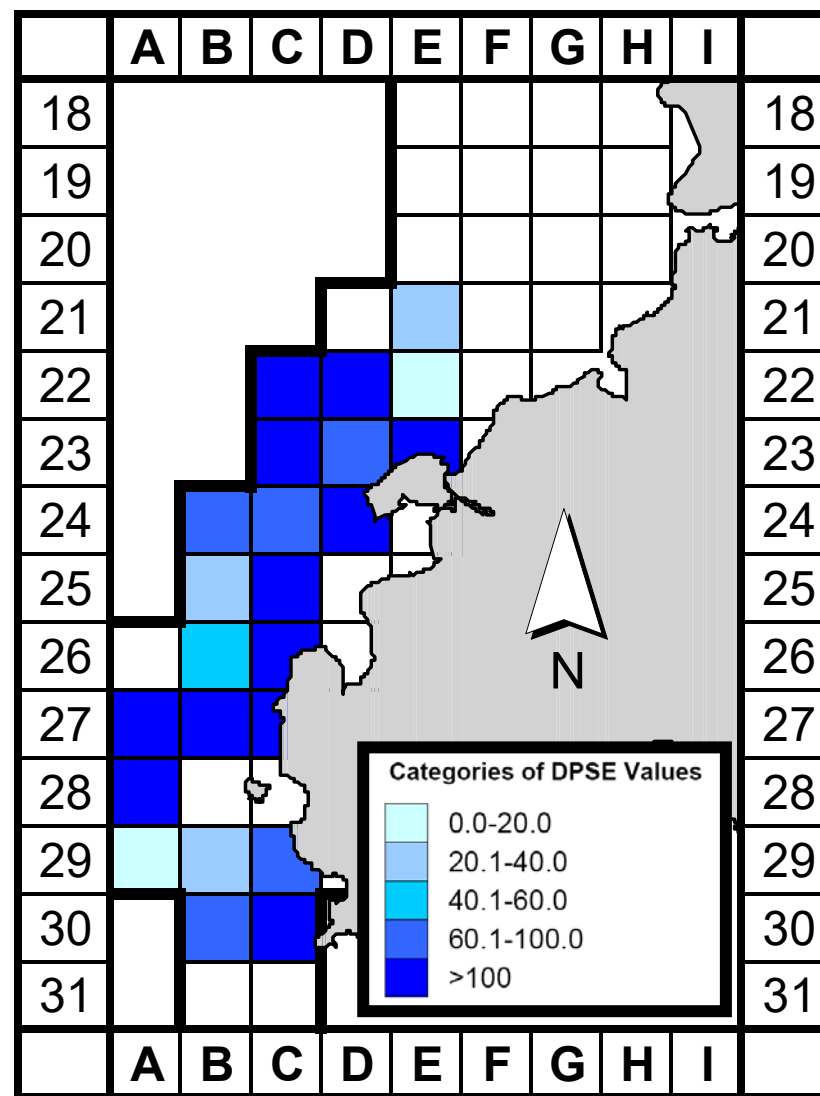 A B C D E F G H I
18 18
19 19
20 20
21 21
22 22
23 23
24 24
25 25
26 26
N
27 27
Categories of DPSE Values
28 28
0.0-20.0
29 20.1-40.0 29
40.1-60.0
30 60.1-100.0 30
>100
31 31
A B C D E F G H I